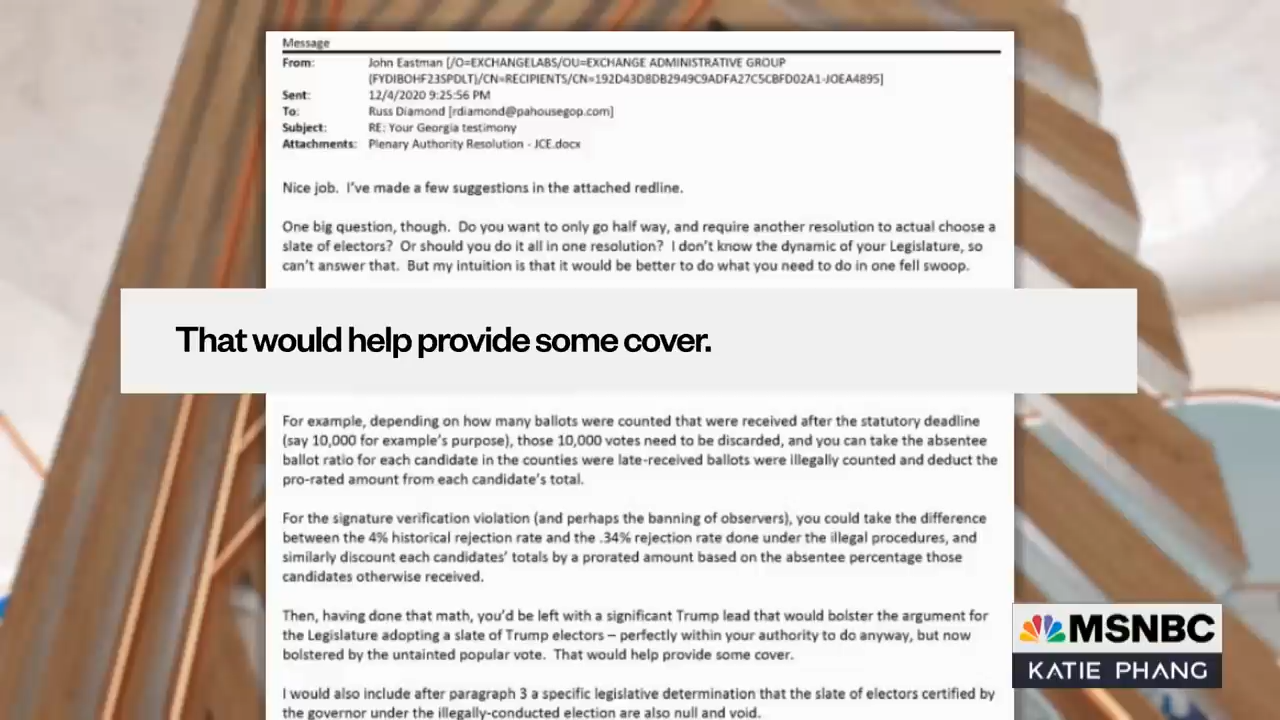 Message
From: John Eastman [/O=EXCHANGELABS/OU=EXCHANGE ADMINISTRATIVE GROUP
(FYDIBOHF23SPDLT)/CN=RECIPIENTS/CN=192D43D8DB2949C9ADFA27C5CBFD02A1-JOEA4895]
Sent: 12/4/2020 9:25:56 PM
To: Russ Diamond [rdiamond@pahousegop.com]
Subject: RE: Your Georgia testimony
Attachments: Plenary Authority Resolution - JCE.docx
Nice job. I've made a few suggestions in the attached redline.
One big question, though. Do you want to only go half way, and require another resolution to actual choose a
slate of electors? Or should you do it all in one resolution? I don't know the dynamic of your Legislature, so
can't answer that. But my intuition is that it would be better to do what you need to do in one fell swoop.
That would help provide some cover.
For example, depending on how many ballots were counted that were received after the statutory deadline
(say 10,000 for example's purpose), those 10,000 votes need to be discarded, and you can take the absentee
ballot ratio for each candidate in the counties were late-received ballots were illegally counted and deduct the
pro-rated amount from each candidate's total.
For the signature verification violation (and perhaps the banning of observers), you could take the difference
between the 4% historical rejection rate and the .34% rejection rate done under the illegal procedures, and
similarly discount each candidates' totals by a prorated amount based on the absentee percentage those
candidates otherwise received.
Then, having done that math, you'd be left with a significant Trump lead that would bolster the argument for
the Legislature adopting a slate of Trump electors – perfectly within your authority to do anyway, but now
bolstered by the untainted popular vote. That would help provide some cover.
I would also include after paragraph 3 a specific legislative determination that the slate of electors certified by
the governor under the illegally-conducted election are also null and void.
MSNBC
KATIE PHANG